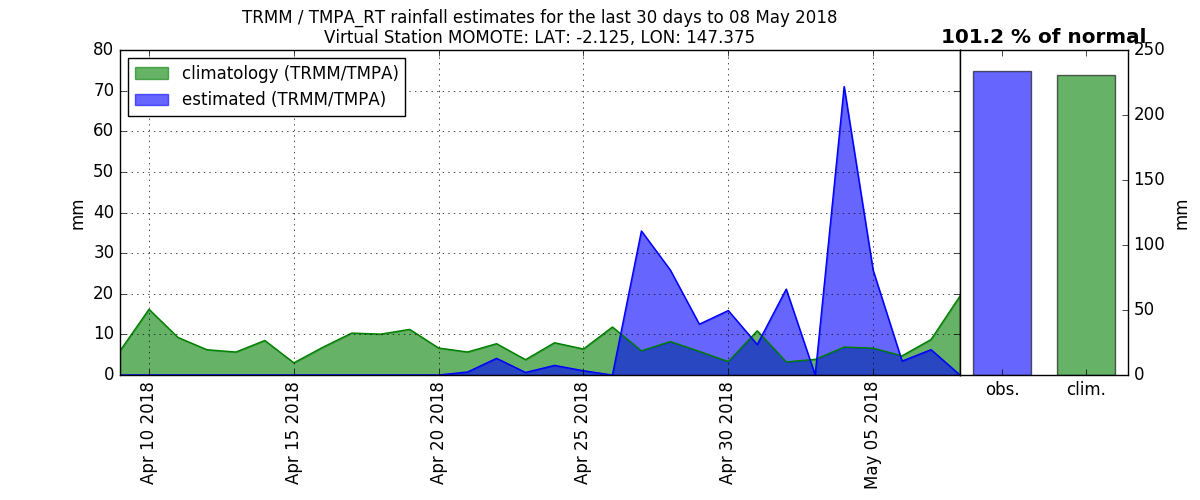 TRMM / TMPA_RT rainfall estimates for the last 30 days to 08 May 2018
Virtual Station MOMOTE: LAT: -2.125, LON: 147.375
101.2 % of normal
climatology (TRMM/TMPA)
estimated (TRMM/TMPA)
mm
80
70
60
50
40
30
20
10
0
Apr 10 2018
Apr 15 2018
Apr 20 2018
Apr 25 2018
Apr 30 2018
May 05 2018
250
200
150
100
50
0
mm
obs.
clim.